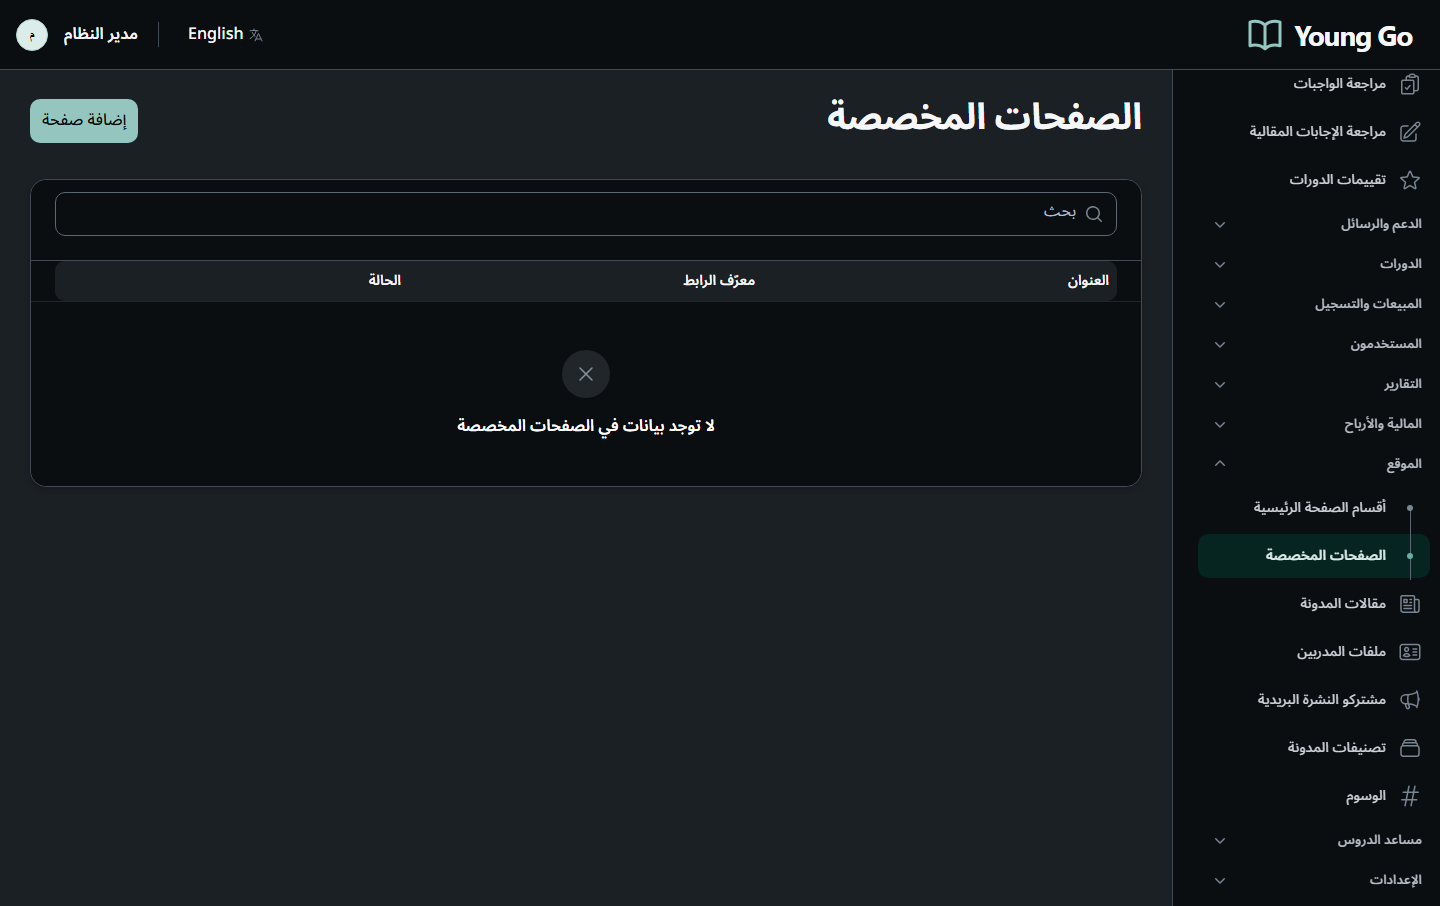 Young Go
English
مدير النظام
م
مراجعة الواجبات
مراجعة الإجابات المقالية
تقييمات الدورات
الدعم والرسائل
الدورات
المبيعات والتسجيل
المستخدمون
التقارير
المالية والأرباح
الموقع
أقسام الصفحة الرئيسية
الصفحات المخصصة
مقالات المدونة
ملفات المدربين
مشتركو النشرة البريدية
تصنيفات المدونة
الوسوم
مساعد الدروس
الإعدادات
الصفحات المخصصة
إضافة صفحة
بحث
العنوان معرّف الرابط الحالة
لا توجد بيانات في الصفحات المخصصة